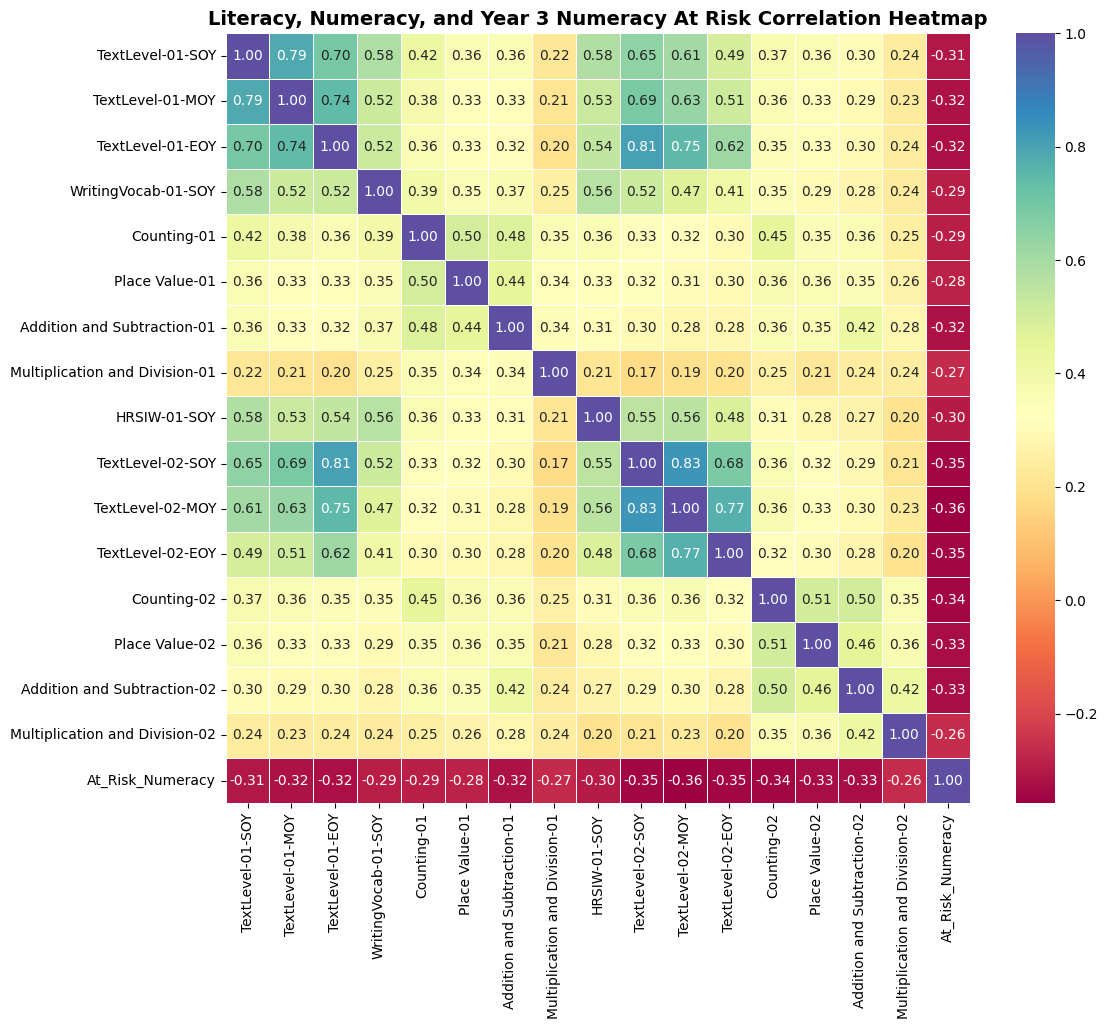 Literacy, Numeracy, and Year 3 Numeracy At Risk Correlation Heatmap
TextLevel-01-SOY 1.00 0.79 0.70 0.58 0.42 0.36 0.36 0.22 0.58 0.65 0.61 0.49 0.37 0.36 0.30 0.24 -0.31
TextLevel-01-MOY 0.79 1.00 0.74 0.52 0.38 0.33 0.33 0.21 0.53 0.69 0.63 0.51 0.36 0.33 0.29 0.23 -0.32
TextLevel-01-EOY 0.70 0.74 1.00 0.52 0.36 0.33 0.32 0.20 0.54 0.81 0.75 0.62 0.35 0.33 0.30 0.24 -0.32
WritingVocab-01-SOY 0.58 0.52 0.52 1.00 0.39 0.35 0.37 0.25 0.56 0.52 0.47 0.41 0.35 0.29 0.28 0.24 -0.29
Counting-01 0.42 0.38 0.36 0.39 1.00 0.50 0.48 0.35 0.36 0.33 0.32 0.30 0.45 0.35 0.36 0.25 -0.29
Place Value-01 0.36 0.33 0.33 0.35 0.50 1.00 0.44 0.34 0.33 0.32 0.31 0.30 0.36 0.36 0.35 0.26 -0.28
Addition and Subtraction-01 0.36 0.33 0.32 0.37 0.48 0.44 1.00 0.34 0.31 0.30 0.28 0.28 0.36 0.35 0.42 0.28 -0.32
Multiplication and Division-01 0.22 0.21 0.20 0.25 0.35 0.34 0.34 1.00 0.21 0.17 0.19 0.20 0.25 0.21 0.24 0.24 -0.27
HRSIW-01-SOY 0.58 0.53 0.54 0.56 0.36 0.33 0.31 0.21 1.00 0.55 0.56 0.48 0.31 0.28 0.27 0.20 -0.30
TextLevel-02-SOY 0.65 0.69 0.81 0.52 0.33 0.32 0.30 0.17 0.55 1.00 0.83 0.68 0.36 0.32 0.29 0.21 -0.35
TextLevel-02-MOY 0.61 0.63 0.75 0.47 0.32 0.31 0.28 0.19 0.56 0.83 1.00 0.77 0.36 0.33 0.30 0.23 -0.36
TextLevel-02-EOY 0.49 0.51 0.62 0.41 0.30 0.30 0.28 0.20 0.48 0.68 0.77 1.00 0.32 0.30 0.28 0.20 -0.35
Counting-02 0.37 0.36 0.35 0.35 0.45 0.36 0.36 0.25 0.31 0.36 0.36 0.32 1.00 0.51 0.50 0.35 -0.34
Place Value-02 0.36 0.33 0.33 0.29 0.35 0.36 0.35 0.21 0.28 0.32 0.33 0.30 0.51 1.00 0.46 0.36 -0.33
Addition and Subtraction-02 0.30 0.29 0.30 0.28 0.36 0.35 0.42 0.24 0.27 0.29 0.30 0.28 0.50 0.46 1.00 0.42 -0.33
Multiplication and Division-02 0.24 0.23 0.24 0.24 0.25 0.26 0.28 0.24 0.20 0.21 0.23 0.20 0.35 0.36 0.42 1.00 -0.26
At_Risk_Numeracy -0.31 -0.32 -0.32 -0.29 -0.29 -0.28 -0.32 -0.27 -0.30 -0.35 -0.36 -0.35 -0.34 -0.33 -0.33 -0.26 1.00
TextLevel-01-SOY
TextLevel-01-MOY
TextLevel-01-EOY
WritingVocab-01-SOY
Counting-01
Place Value-01
Addition and Subtraction-01
Multiplication and Division-01
HRSIW-01-SOY
TextLevel-02-SOY
TextLevel-02-MOY
TextLevel-02-EOY
Counting-02
Place Value-02
Addition and Subtraction-02
Multiplication and Division-02
At_Risk_Numeracy
1.0
0.8
0.6
0.4
0.2
0.0
−0.2